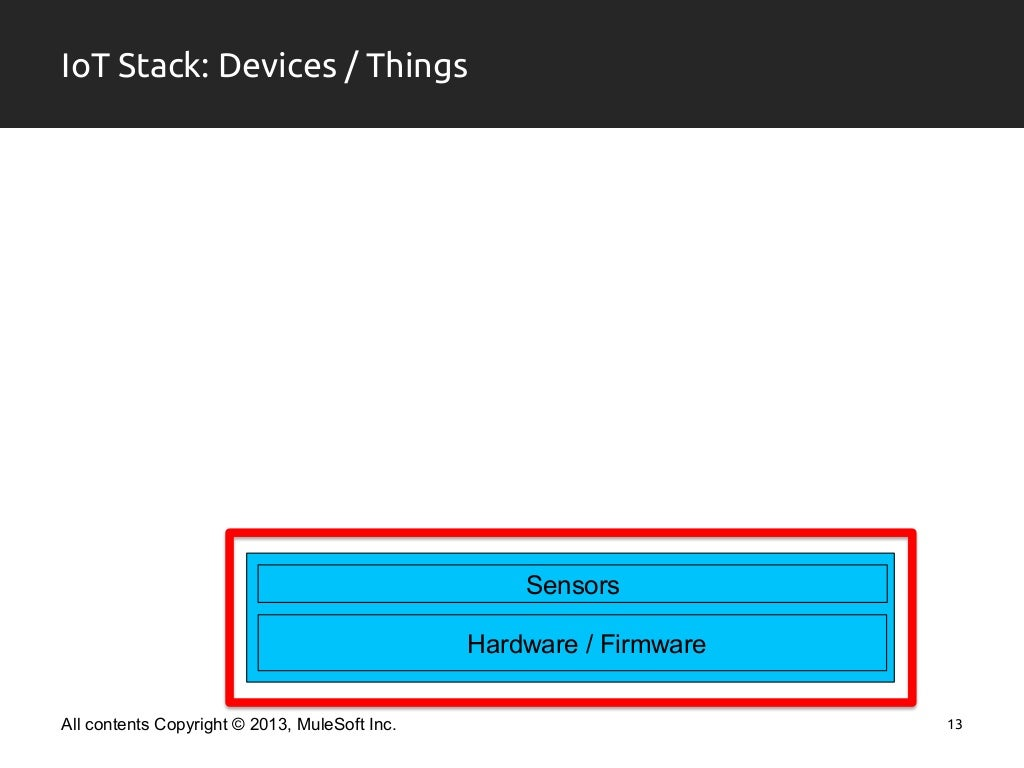 IoT Stack: Devices / Things
Sensors
Hardware / Firmware
All contents Copyright © 2013, MuleSoft Inc.
13